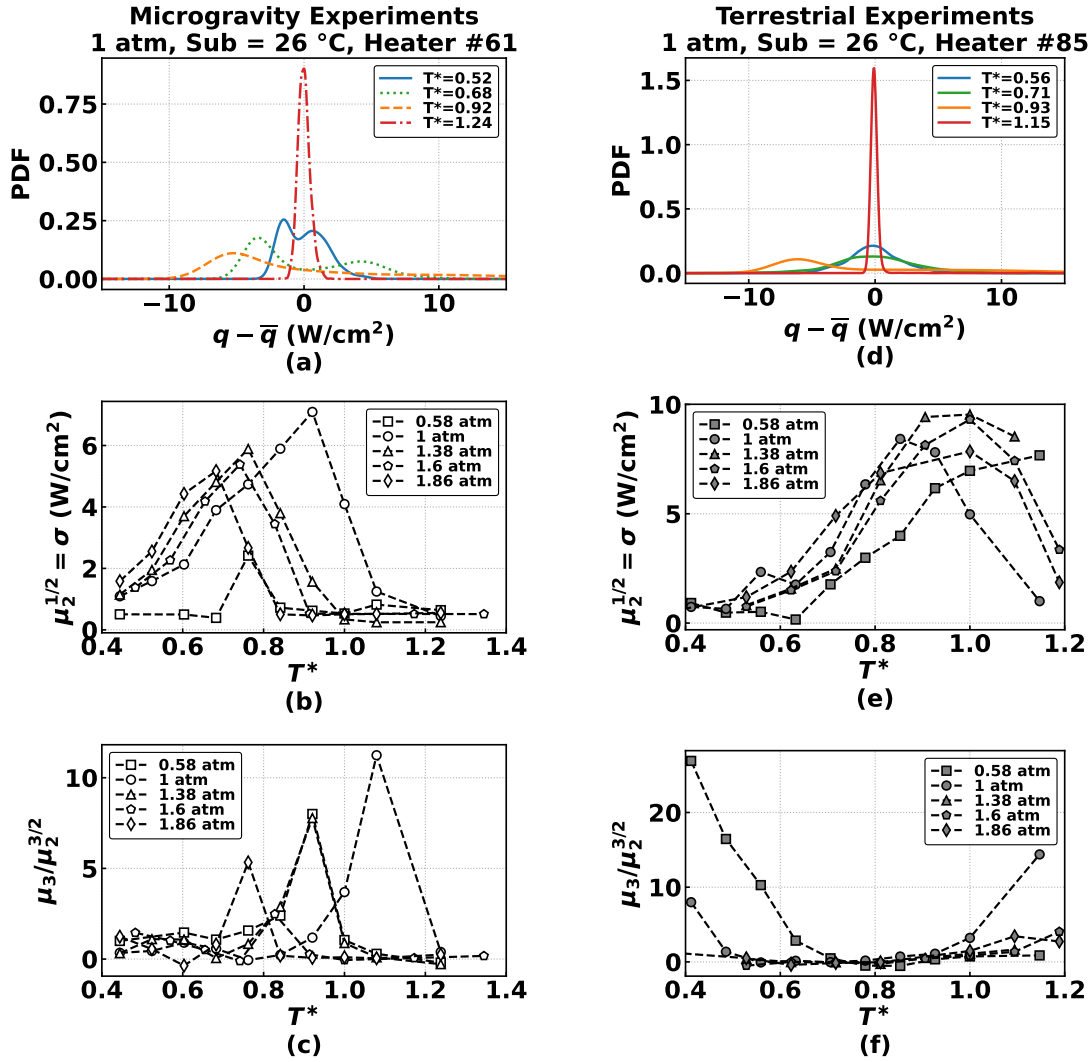 Microgravity Experiments
1 atm, Sub = 26 °C, Heater #61
PDF
0.75
0.50
0.25
0.00
T*=0.52
T*=0.68
T*=0.92
T*=1.24
−10 0 10
q − q̅ (W/cm²)
(a)
Terrestrial Experiments
1 atm, Sub = 26 °C, Heater #85
PDF
1.5
1.0
0.5
0.0
T*=0.56
T*=0.71
T*=0.93
T*=1.15
−10 0 10
q − q̅ (W/cm²)
(d)
μ₂^{1/2} = σ (W/cm²)
6
4
2
0
0.58 atm
1 atm
1.38 atm
1.6 atm
1.86 atm
0.4 0.6 0.8 1.0 1.2 1.4
T*
(b)
μ₂^{1/2} = σ (W/cm²)
10
5
0
0.58 atm
1 atm
1.38 atm
1.6 atm
1.86 atm
0.4 0.6 0.8 1.0 1.2
T*
(e)
μ₃/μ₂^{3/2}
10
5
0
0.58 atm
1 atm
1.38 atm
1.6 atm
1.86 atm
0.4 0.6 0.8 1.0 1.2 1.4
T*
(c)
μ₃/μ₂^{3/2}
20
10
0
0.58 atm
1 atm
1.38 atm
1.6 atm
1.86 atm
0.4 0.6 0.8 1.0 1.2
T*
(f)